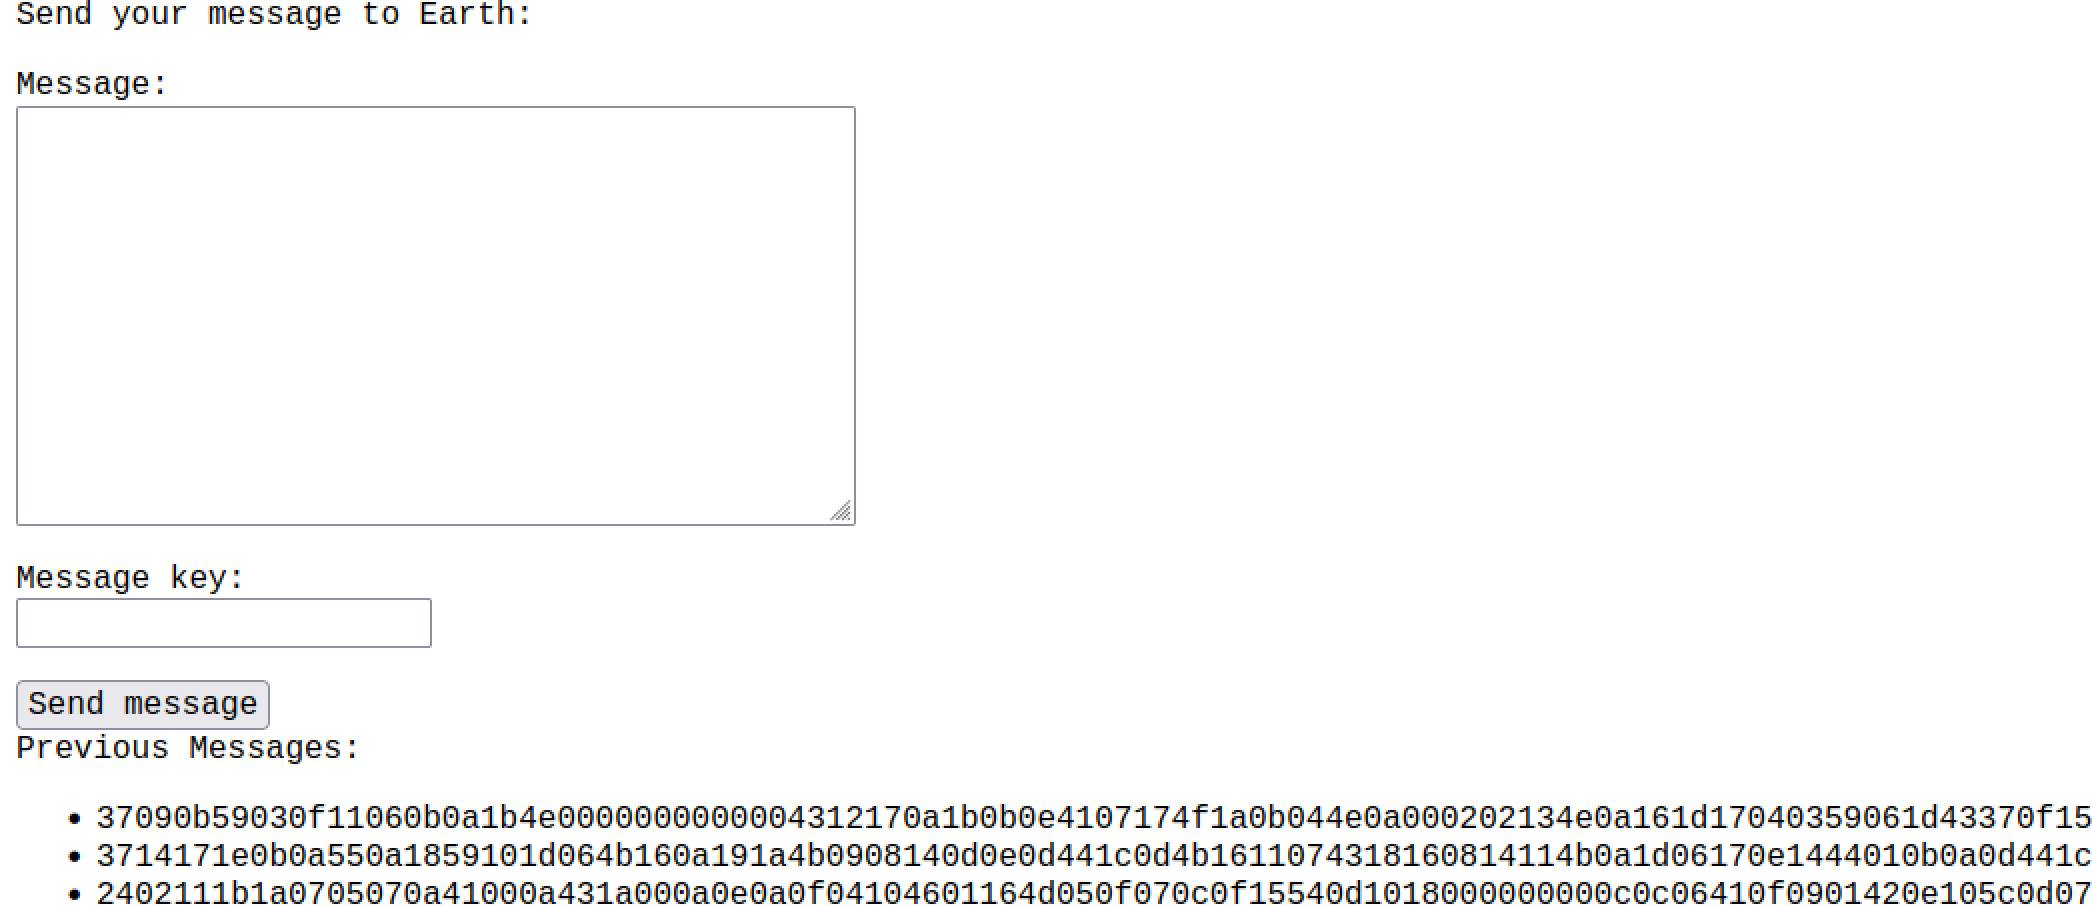 Send your message to Earth:
Message:
Message key:
Send message
Previous Messages:
37090b59030f11060b0a1b4e0000000000004312170a1b0b0e4107174f1a0b044e0a000202134e0a161d17040359061d43370f15
3714171e0b0a550a1859101d064b160a191a4b0908140d0e0d441c0d4b1611074318160814114b0a1d06170e1444010b0a0d441c
2402111b1a0705070a41000a431a000a0e0a0f04104601164d050f070c0f15540d1018000000000c0c06410f0901420e105c0d07